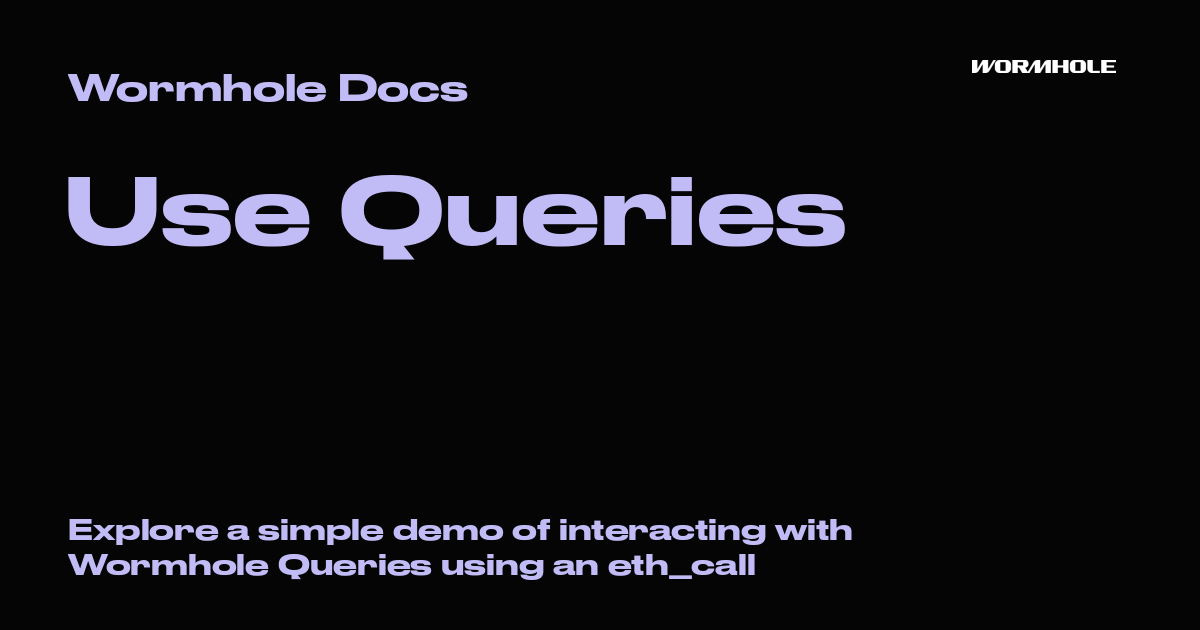 Wormhole Docs
WORMHOLE
Use Queries
Explore a simple demo of interacting with
Wormhole Queries using an eth_call